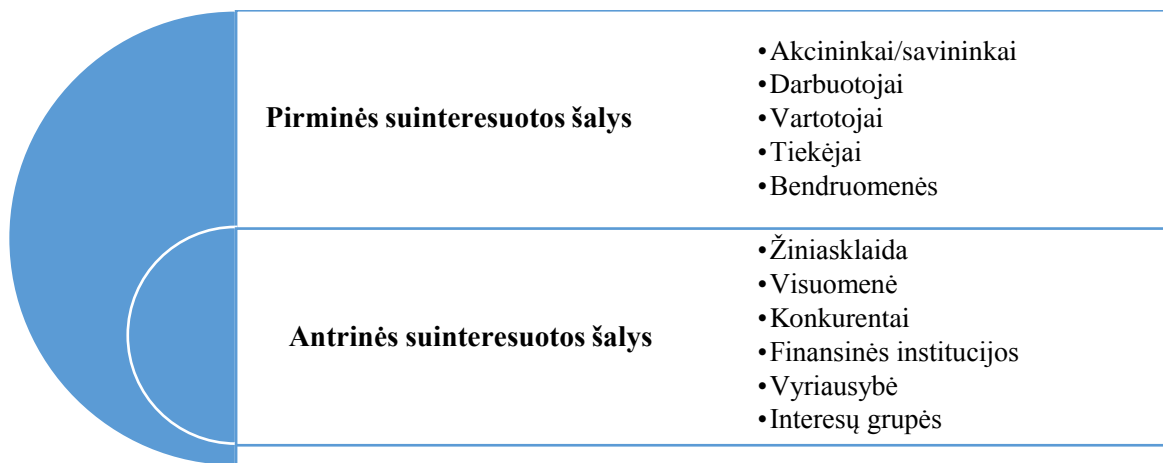 Pirminės suinteresuotos šalys
•Akcininkai/savininkai
•Darbuotojai
•Vartotojai
•Tiekėjai
•Bendruomenės
Antrinės suinteresuotos šalys
•Žiniasklaida
•Visuomenė
•Konkurentai
•Finansinės institucijos
•Vyriausybė
•Interesų grupės